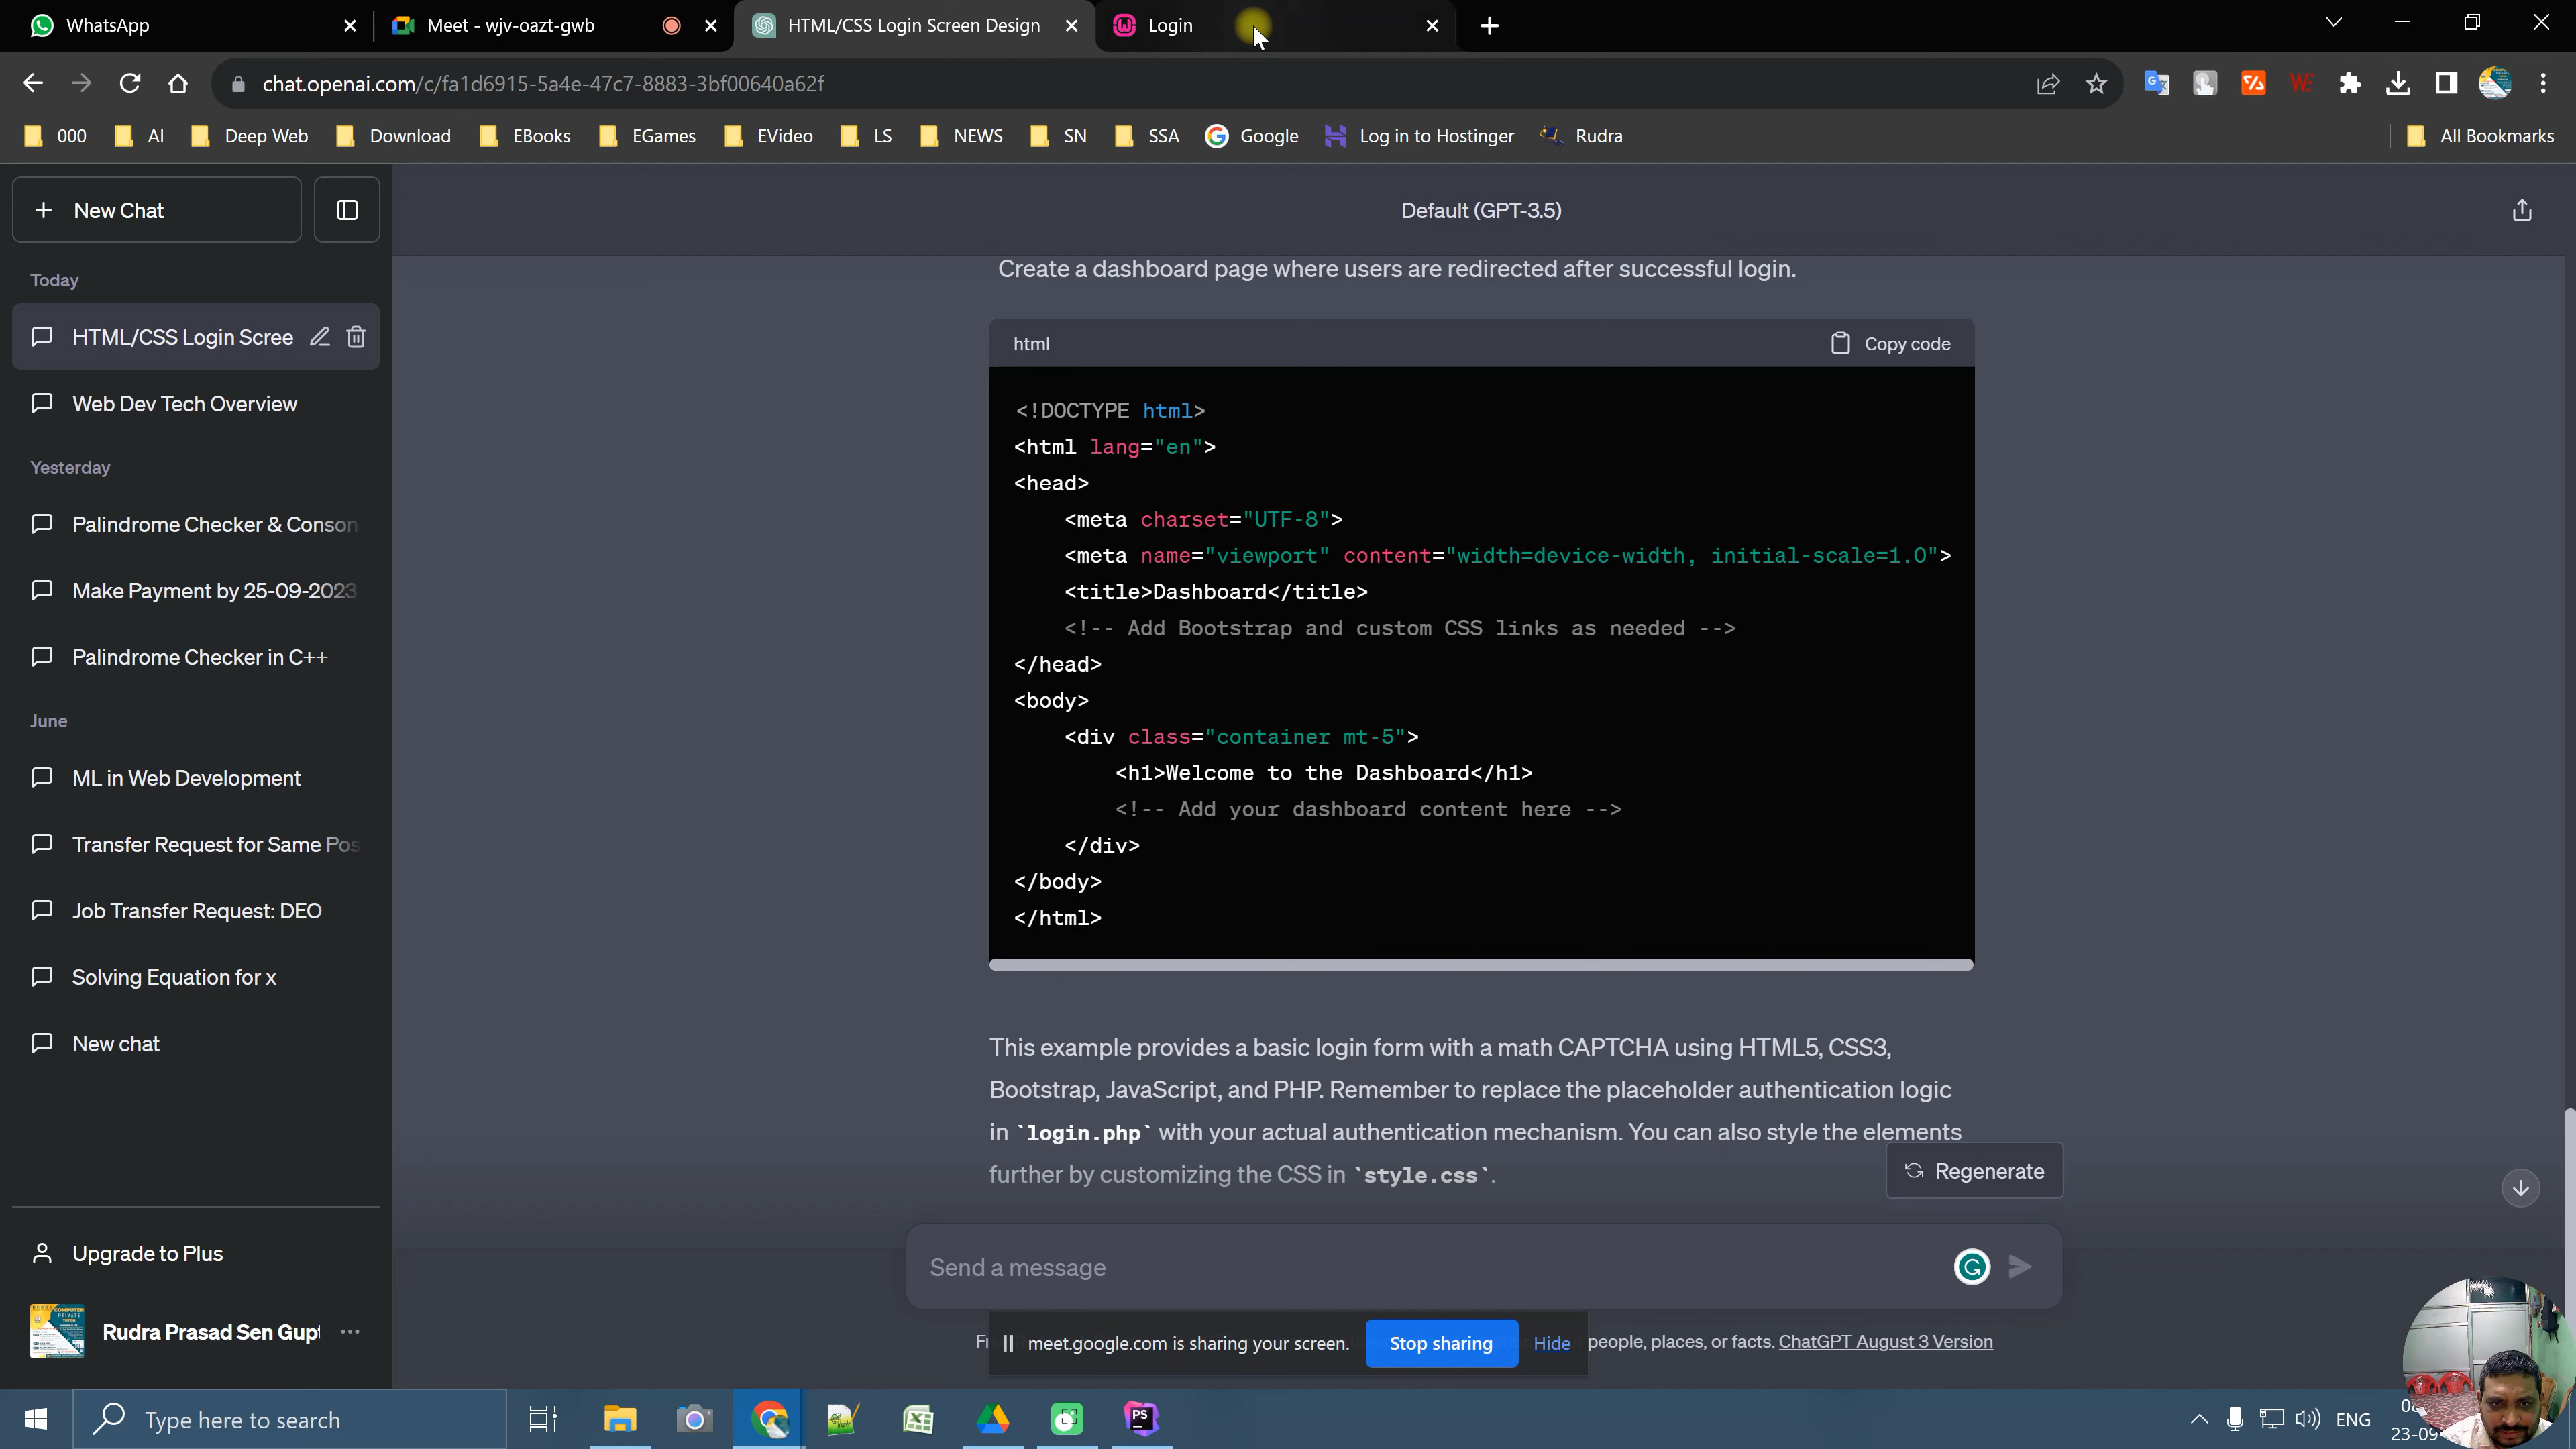 WhatsApp
Meet - wjv-oazt-gwb
HTML/CSS Login Screen Design
Login
chat.openai.com/c/fa1d6915-5a4e-47c7-8883-3bf00640a62f
000
AI
Deep Web
Download
EBooks
EGames
EVideo
LS
NEWS
SN
SSA
Google
Log in to Hostinger
Rudra
All Bookmarks
New Chat
Default (GPT-3.5)
Today
HTML/CSS Login Scree
Web Dev Tech Overview
Yesterday
Palindrome Checker & Conson
Make Payment by 25-09-2023
Palindrome Checker in C++
June
ML in Web Development
Transfer Request for Same Pos
Job Transfer Request: DEO
Solving Equation for x
New chat
Upgrade to Plus
Rudra Prasad Sen Gupt
Create a dashboard page where users are redirected after successful login.
html
Copy code
<!DOCTYPE html>
<html lang="en">
<head>
<meta charset="UTF-8">
<meta name="viewport" content="width=device-width, initial-scale=1.0">
<title>Dashboard</title>
<!-- Add Bootstrap and custom CSS links as needed -->
</head>
<body>
<div class="container mt-5">
<h1>Welcome to the Dashboard</h1>
<!-- Add your dashboard content here -->
</div>
</body>
</html>
This example provides a basic login form with a math CAPTCHA using HTML5, CSS3,
Bootstrap, JavaScript, and PHP. Remember to replace the placeholder authentication logic
in `login.php` with your actual authentication mechanism. You can also style the elements
further by customizing the CSS in `style.css`.
Regenerate
Send a message
meet.google.com is sharing your screen.
Stop sharing
Hide
people, places, or facts. ChatGPT August 3 Version
Type here to search
ENG